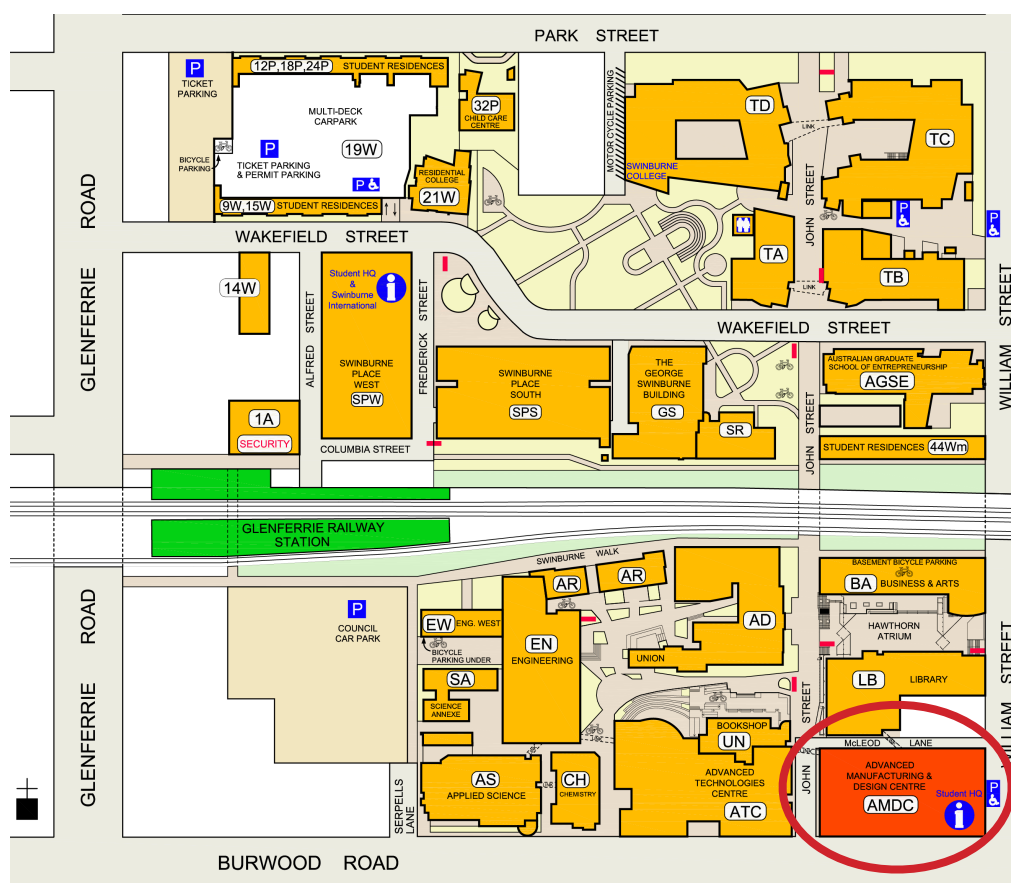 PARK STREET
P
TICKET
PARKING
12P,18P,24P STUDENT RESIDENCES
MULTI-DECK
CARPARK
19W
P
TICKET PARKING
& PERMIT PARKING
P
BICYCLE
PARKING
9W,15W STUDENT RESIDENCES
32P
CHILD CARE
CENTRE
RESIDENTIAL
COLLEGE
21W
MOTOR CYCLE PARKING
TD
SWINBURNE
COLLEGE
LINK
TC
JOHN STREET
P
P
TA
TB
LINK
WAKEFIELD STREET
WAKEFIELD STREET
GLENFERRIE ROAD
WILLIAM STREET
14W
ALFRED STREET
Student HQ
&
Swinburne
International
i
SWINBURNE
PLACE
WEST
SPW
FREDERICK STREET
SWINBURNE
PLACE
SOUTH
SPS
THE
GEORGE
SWINBURNE
BUILDING
GS
SR
JOHN STREET
AUSTRALIAN GRADUATE
SCHOOL OF ENTREPRENEURSHIP
AGSE
STUDENT RESIDENCES 44Wm
1A
SECURITY
COLUMBIA STREET
GLENFERRIE RAILWAY
STATION
SWINBURNE WALK
AR
AR
BASEMENT BICYCLE PARKING
BA BUSINESS & ARTS
HAWTHORN
ATRIUM
P
COUNCIL
CAR PARK
EW ENG. WEST
BICYCLE
PARKING UNDER
EN
ENGINEERING
AD
UNION
SA
SCIENCE
ANNEXE
LB LIBRARY
GLENFERRIE ROAD
WILLIAM STREET
JOHN STREET
BOOKSHOP
UN
McLEOD LANE
AS
APPLIED SCIENCE
CH
CHEMISTRY
ADVANCED
TECHNOLOGIES
CENTRE
ATC
ADVANCED
MANUFACTURING &
DESIGN CENTRE
Student HQ
AMDC
i
P
SERPELLS
LANE
BURWOOD ROAD